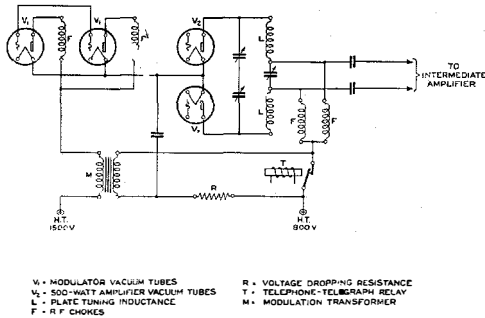 V₁
F
V₁
F
V₂
L
TO
INTERMEDIATE
AMPLIFIER
V₂
L
F
F
M
T
R
H.T.
1500V
H.T.
800V
V₁ = MODULATOR VACUUM TUBES
V₂ - 500-WATT AMPLIFIER VACUUM TUBES
L - PLATE TUNING INDUCTANCE
F - R F CHOKES
R = VOLTAGE DROPPING RESISTANCE
T = TELEPHONE-TELEGRAPH RELAY
M = MODULATION TRANSFORMER